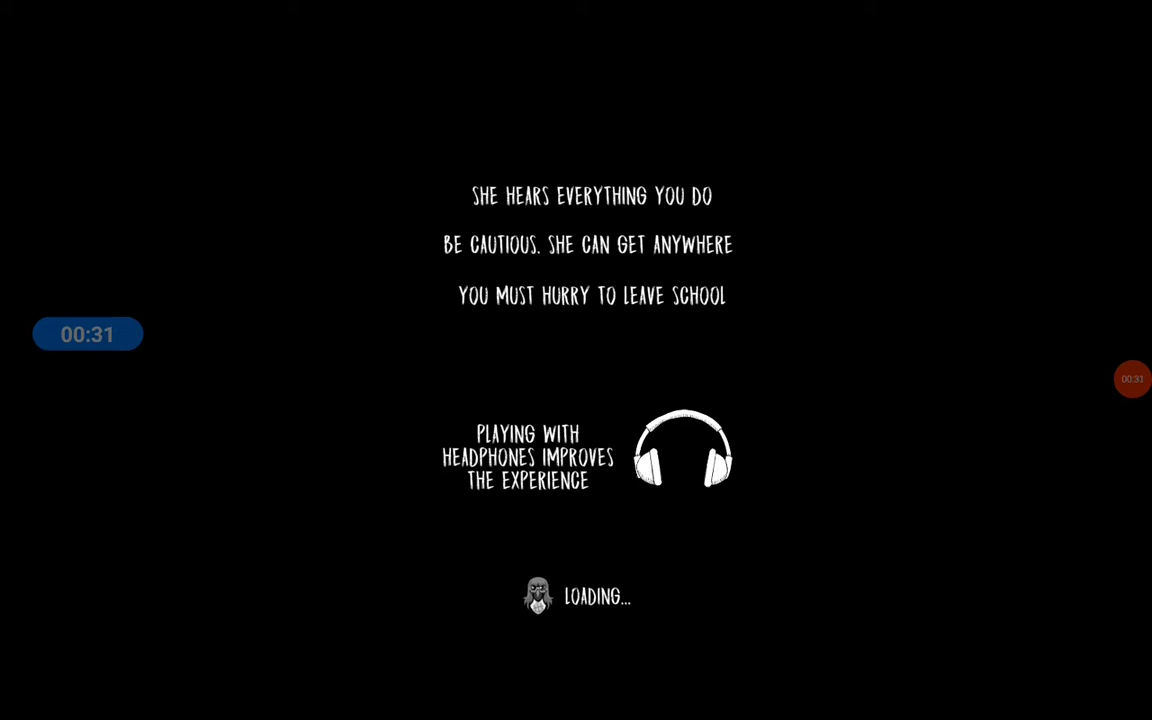 SHE HEARS EVERYTHING YOU DO
BE CAUTIOUS. SHE CAN GET ANYWHERE
YOU MUST HURRY TO LEAVE SCHOOL
00:31
00:31
PLAYING WITH
HEADPHONES IMPROVES
THE EXPERIENCE
LOADING...